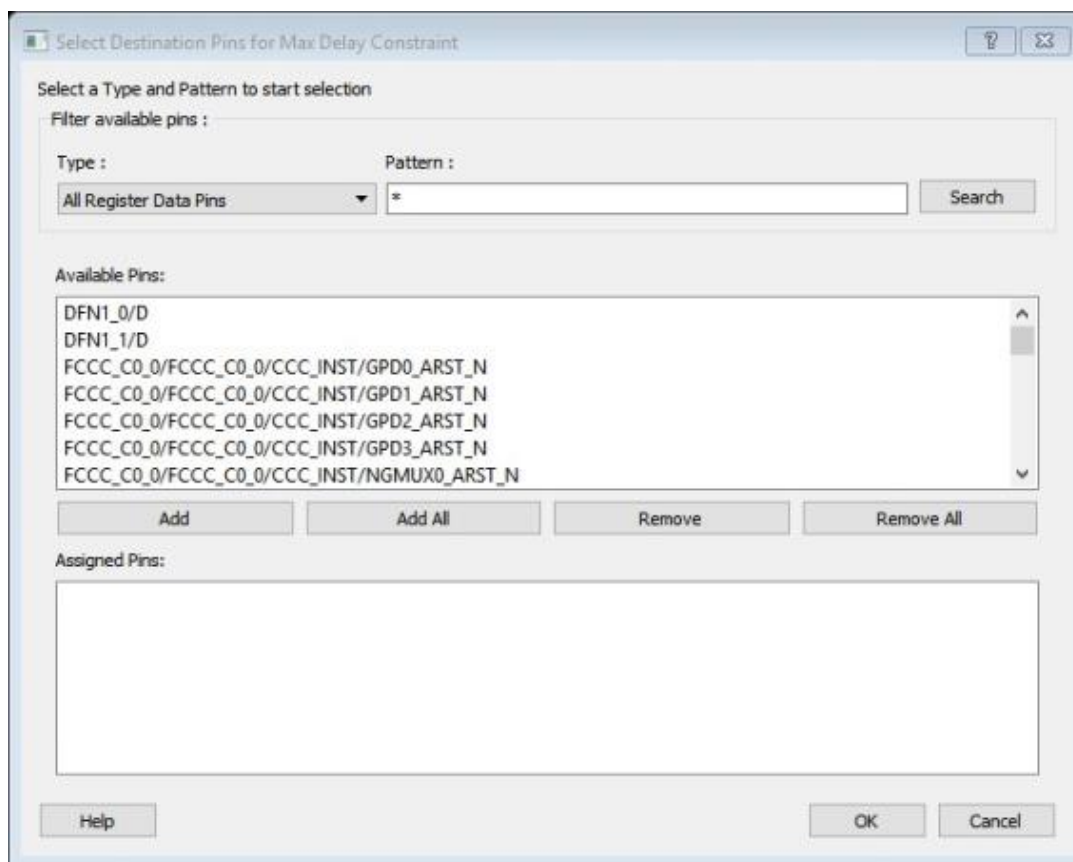 Select Destination Pins for Max Delay Constraint
Select a Type and Pattern to start selection
Filter available pins :
Type : Pattern :
All Register Data Pins * Search
Available Pins:
DFN1_0/D
DFN1_1/D
FCCC_C0_0/FCCC_C0_0/CCC_INST/GPD0_ARST_N
FCCC_C0_0/FCCC_C0_0/CCC_INST/GPD1_ARST_N
FCCC_C0_0/FCCC_C0_0/CCC_INST/GPD2_ARST_N
FCCC_C0_0/FCCC_C0_0/CCC_INST/GPD3_ARST_N
FCCC_C0_0/FCCC_C0_0/CCC_INST/NGMUX0_ARST_N
Add Add All Remove Remove All
Assigned Pins:
Help OK Cancel